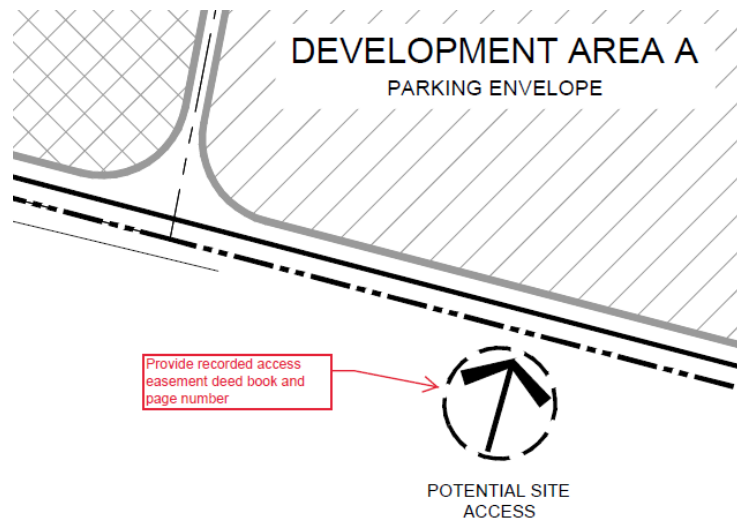 DEVELOPMENT AREA A
PARKING ENVELOPE
Provide recorded access
easement deed book and
page number
POTENTIAL SITE
ACCESS